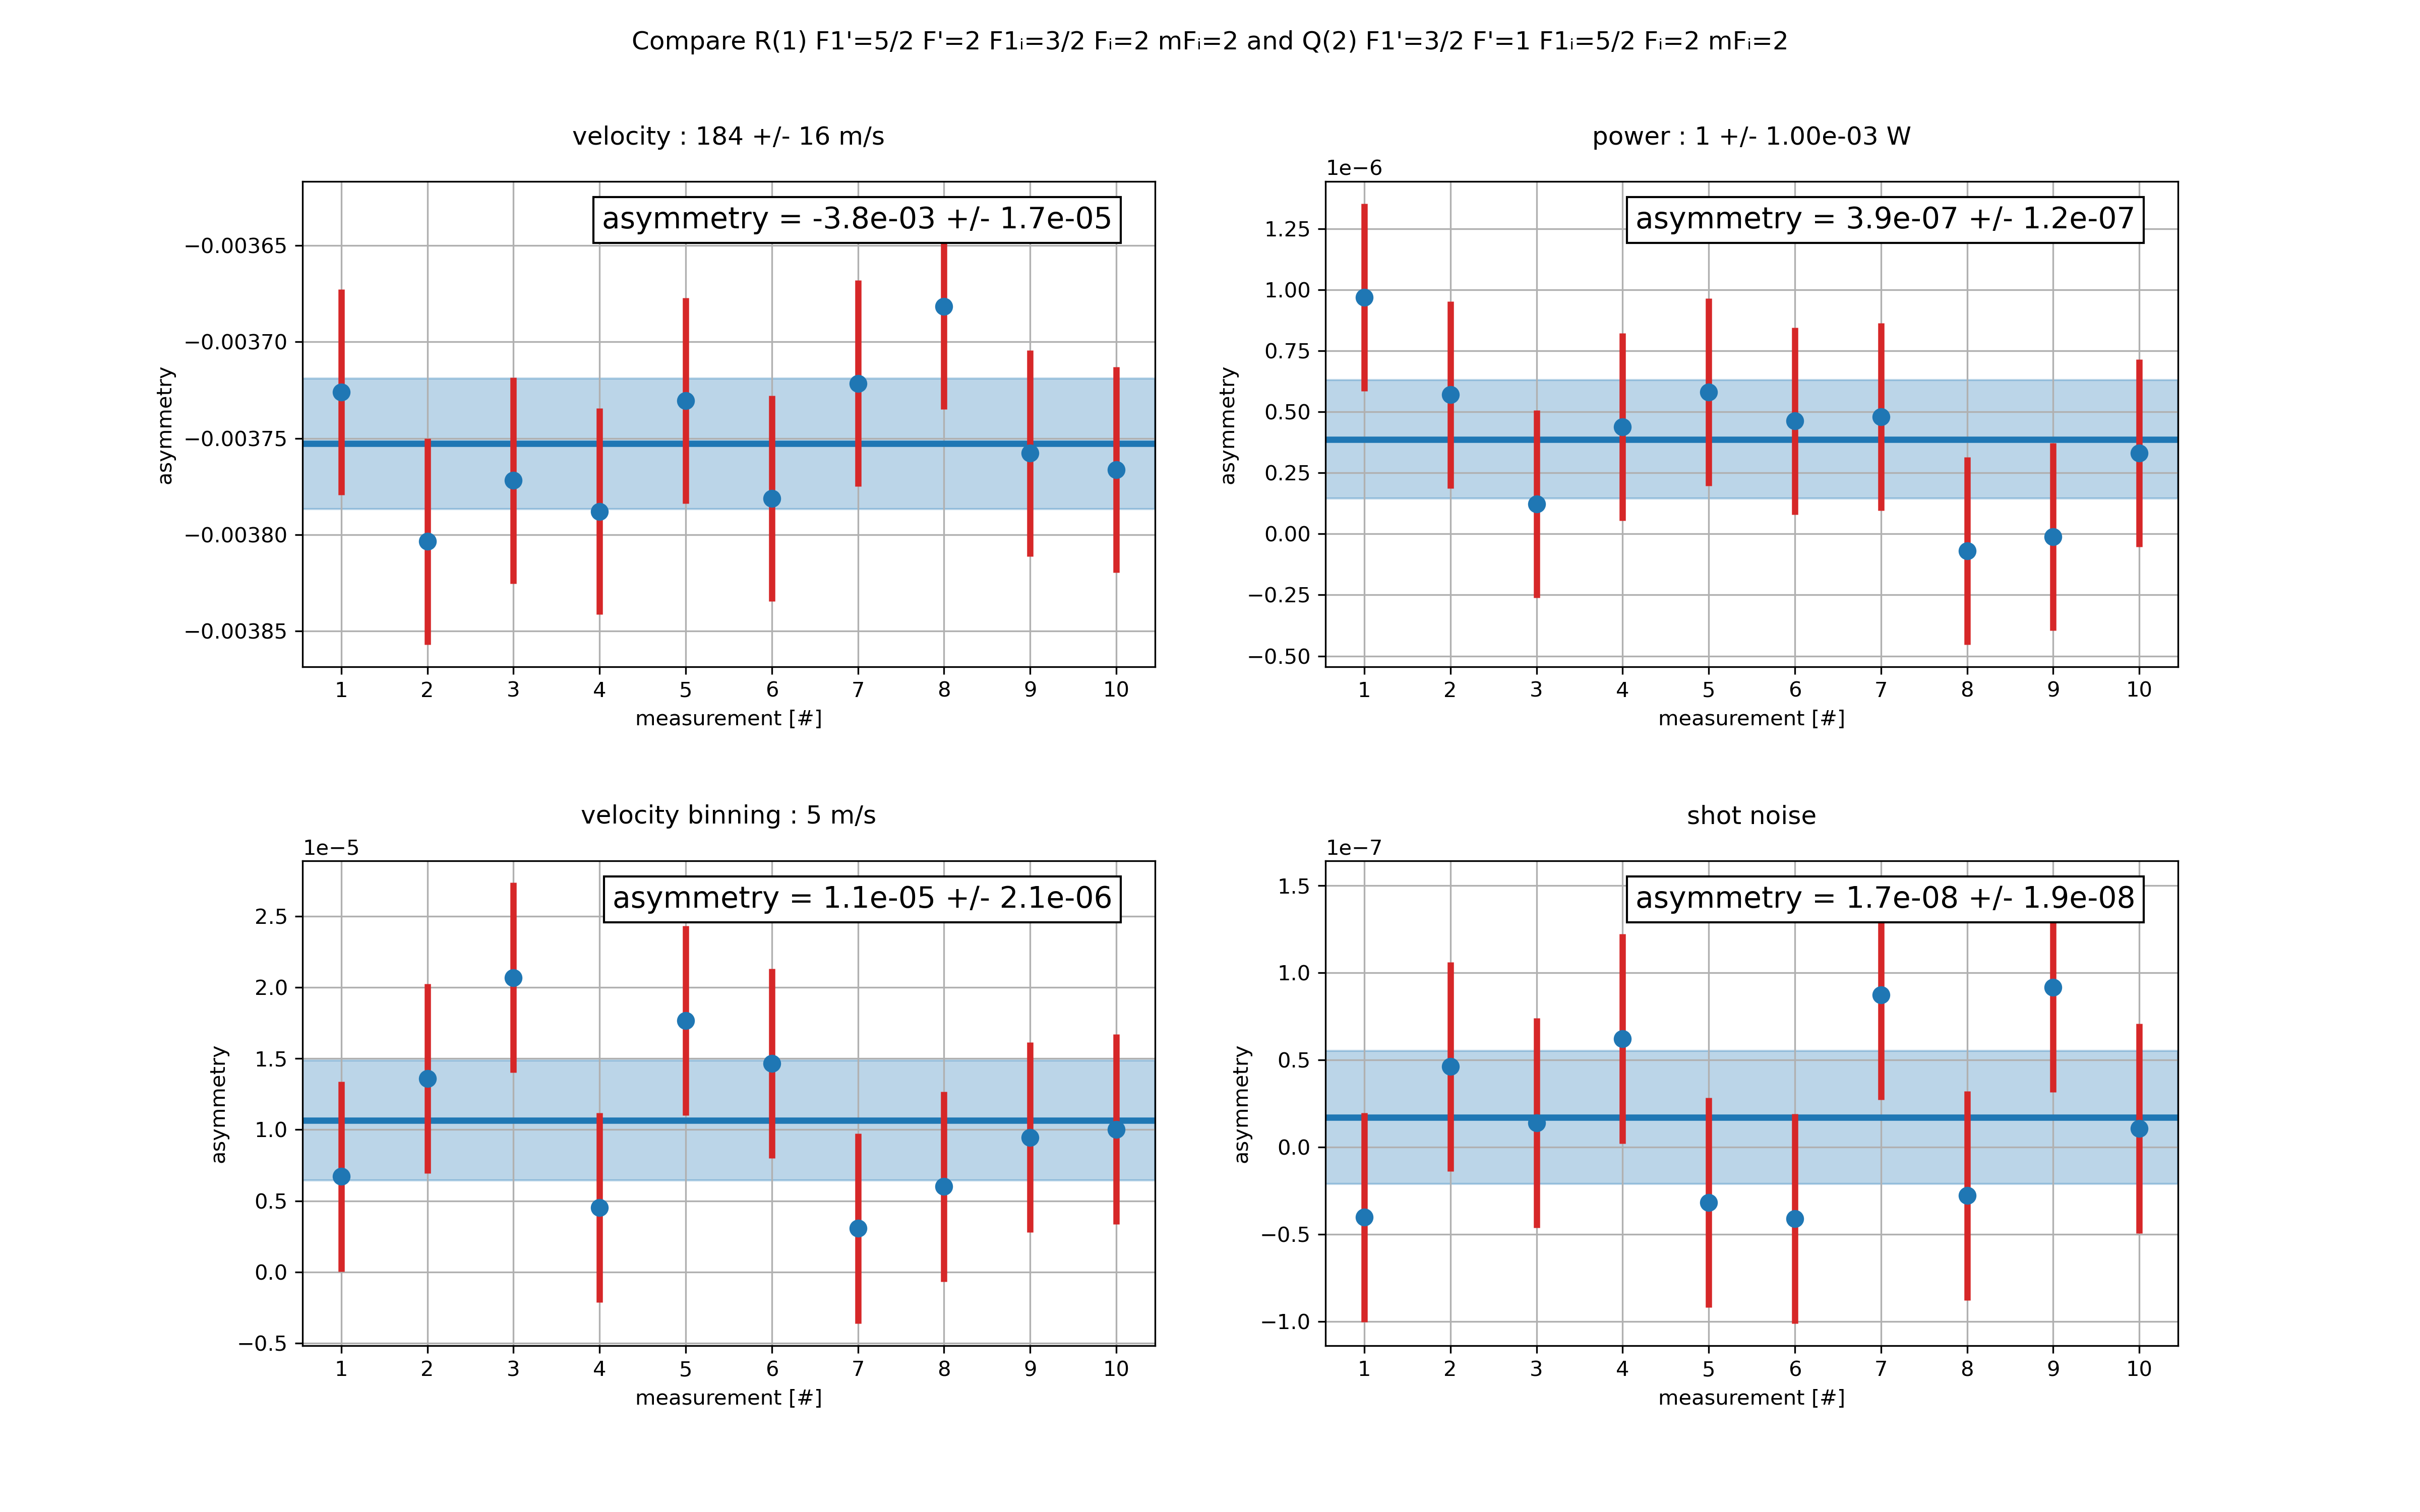 Compare R(1) F1'=5/2 F'=2 F1ᵢ=3/2 Fᵢ=2 mFᵢ=2 and Q(2) F1'=3/2 F'=1 F1ᵢ=5/2 Fᵢ=2 mFᵢ=2
velocity : 184 +/- 16 m/s
asymmetry = -3.8e-03 +/- 1.7e-05
−0.00365
−0.00370
−0.00375
−0.00380
−0.00385
asymmetry
1 2 3 4 5 6 7 8 9 10
measurement [#]
power : 1 +/- 1.00e-03 W
1e−6
asymmetry = 3.9e-07 +/- 1.2e-07
1.25
1.00
0.75
0.50
0.25
0.00
−0.25
−0.50
asymmetry
1 2 3 4 5 6 7 8 9 10
measurement [#]
velocity binning : 5 m/s
1e−5
asymmetry = 1.1e-05 +/- 2.1e-06
2.5
2.0
1.5
1.0
0.5
0.0
−0.5
asymmetry
1 2 3 4 5 6 7 8 9 10
measurement [#]
shot noise
1e−7
asymmetry = 1.7e-08 +/- 1.9e-08
1.5
1.0
0.5
0.0
−0.5
−1.0
asymmetry
1 2 3 4 5 6 7 8 9 10
measurement [#]